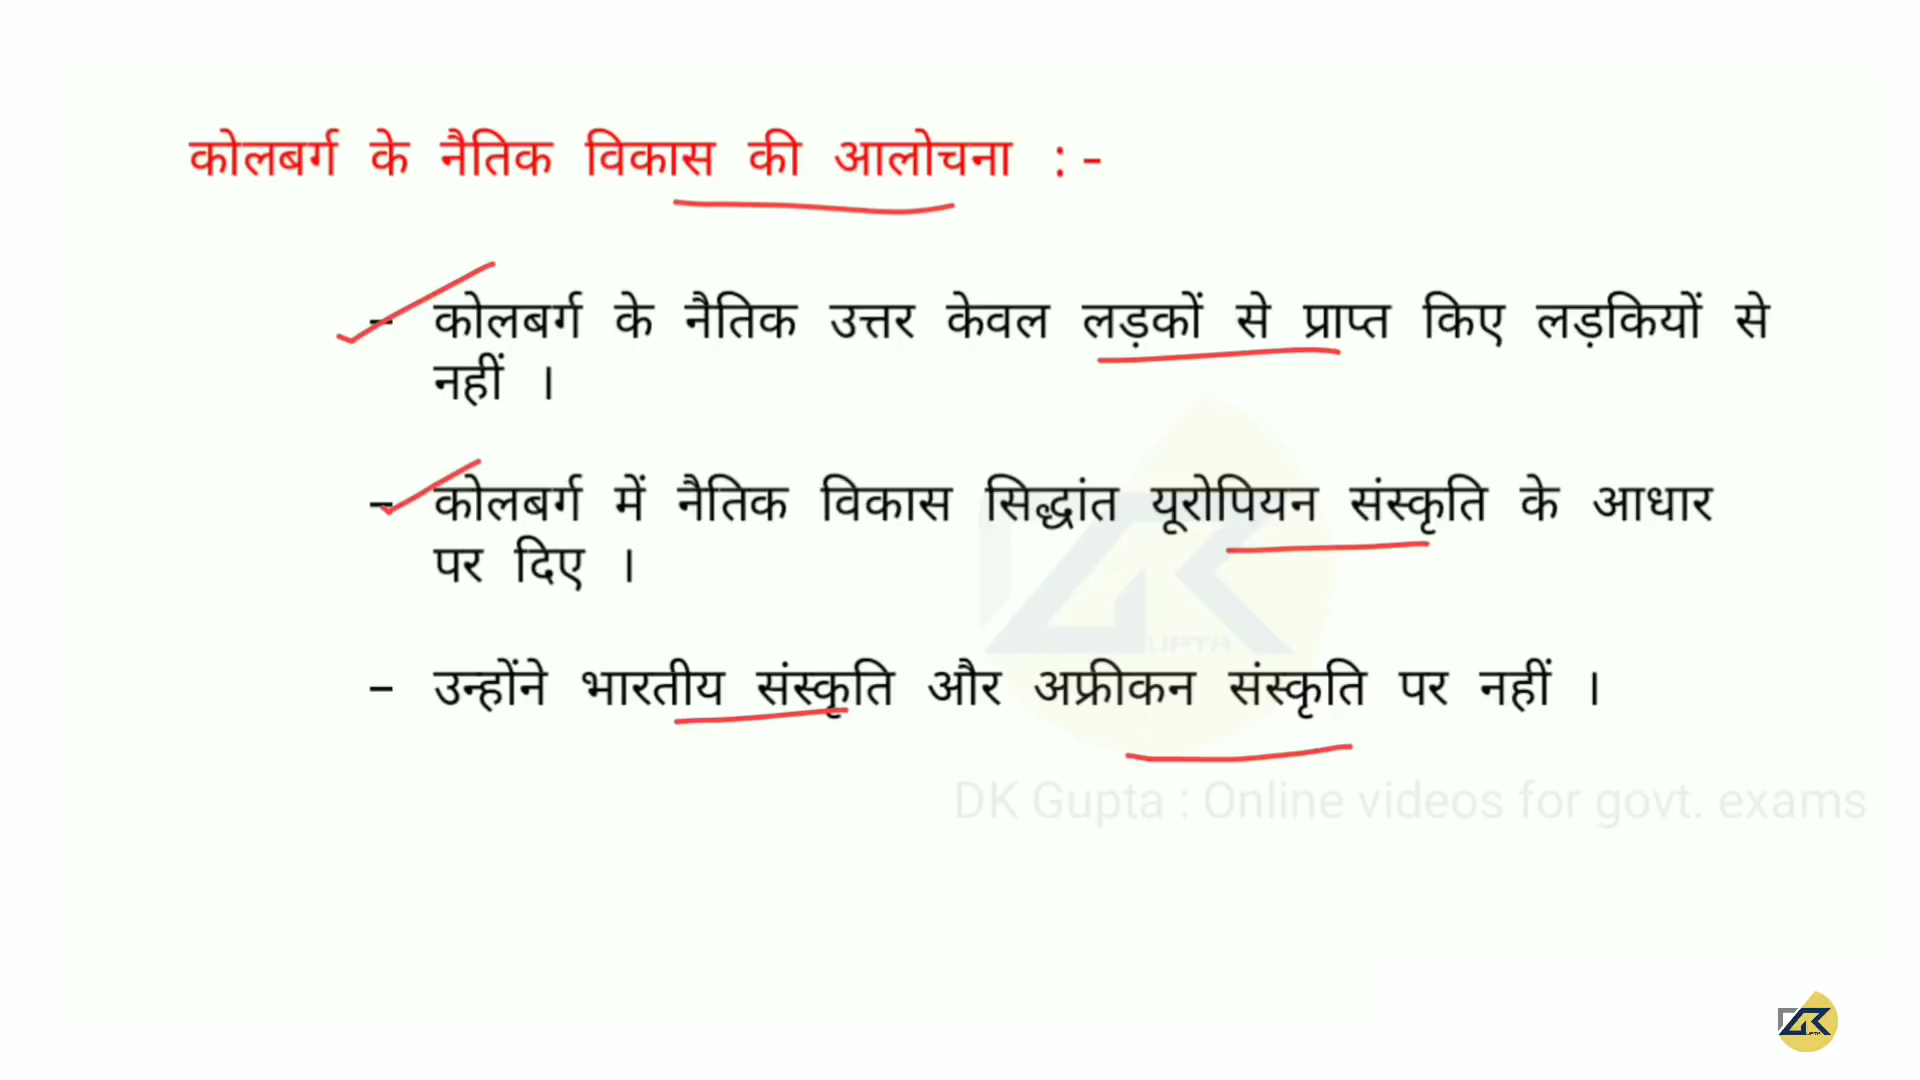 कोलबर्ग के नैतिक विकास की आलोचना :-
- कोलबर्ग के नैतिक उत्तर केवल लड़कों से प्राप्त किए लड़कियों से
नहीं ।
- कोलबर्ग में नैतिक विकास सिद्धांत यूरोपियन संस्कृति के आधार
पर दिए ।
- उन्होंने भारतीय संस्कृति और अफ्रीकन संस्कृति पर नहीं ।
UPTA
DK Gupta : Online videos for govt. exams